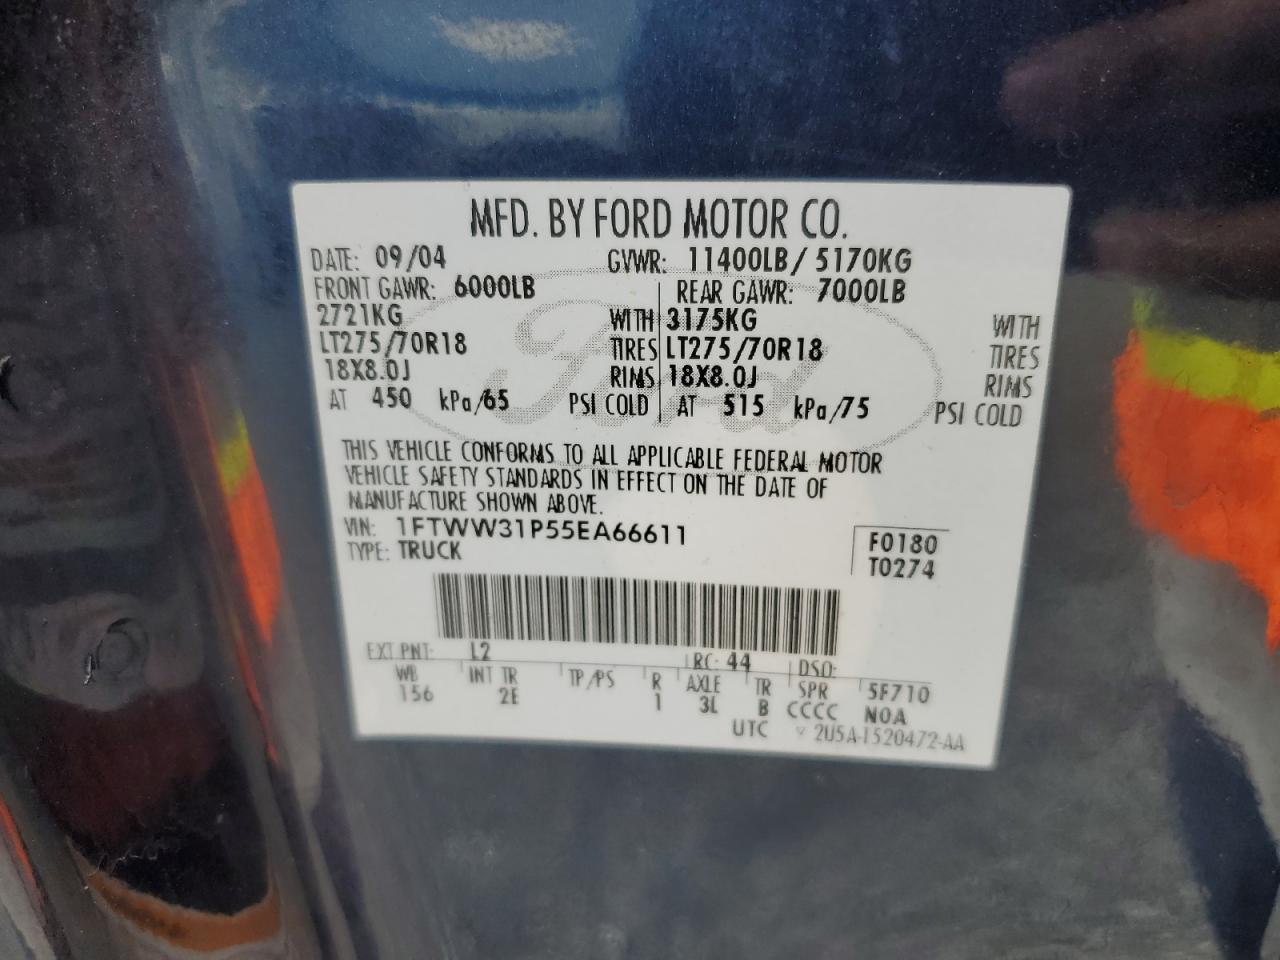 MFD. BY FORD MOTOR CO.
DATE: 09/04 GVWR: 11400LB/ 5170KG
FRONT GAWR: 6000LB REAR GAWR: 7000LB
2721KG WITH 3175KG WITH
LT275/70R18 TIRES LT275/70R18 TIRES
18X8.0J RIMS 18X8.0J RIMS
AT 450 kPa/65 PSI COLD AT 515 kPa/75 PSI COLD
Ford
THIS VEHICLE CONFORMS TO ALL APPLICABLE FEDERAL MOTOR
VEHICLE SAFETY STANDARDS IN EFFECT ON THE DATE OF
MANUFACTURE SHOWN ABOVE.
VIN: 1FTWW31P55EA66611 F0180
TYPE: TRUCK T0274
EXT PNT: L2 RC: 44 DSO:
WB INT TR TP/PS R AXLE TR SPR 5F710
156 2E 1 3L B CCCC N0A
UTC ▽ 2U5A-1520472-AA